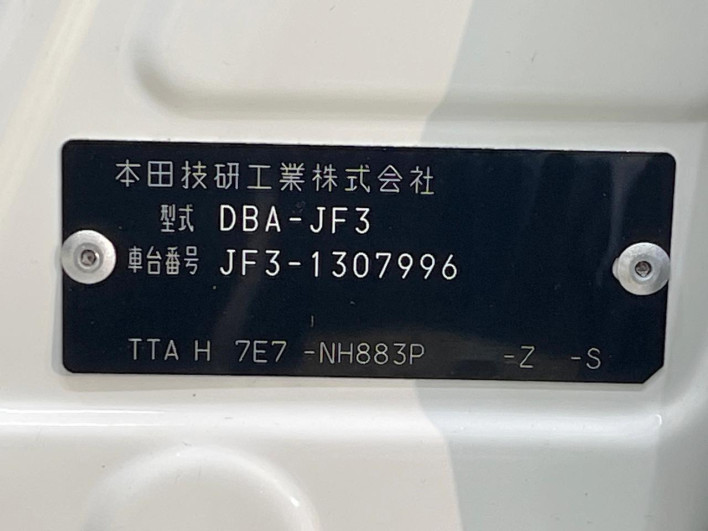 本田技研工業株式会社
型式 DBA-JF3
車台番号 JF3-1307996
TTA H 7E7 -NH883P -Z -S